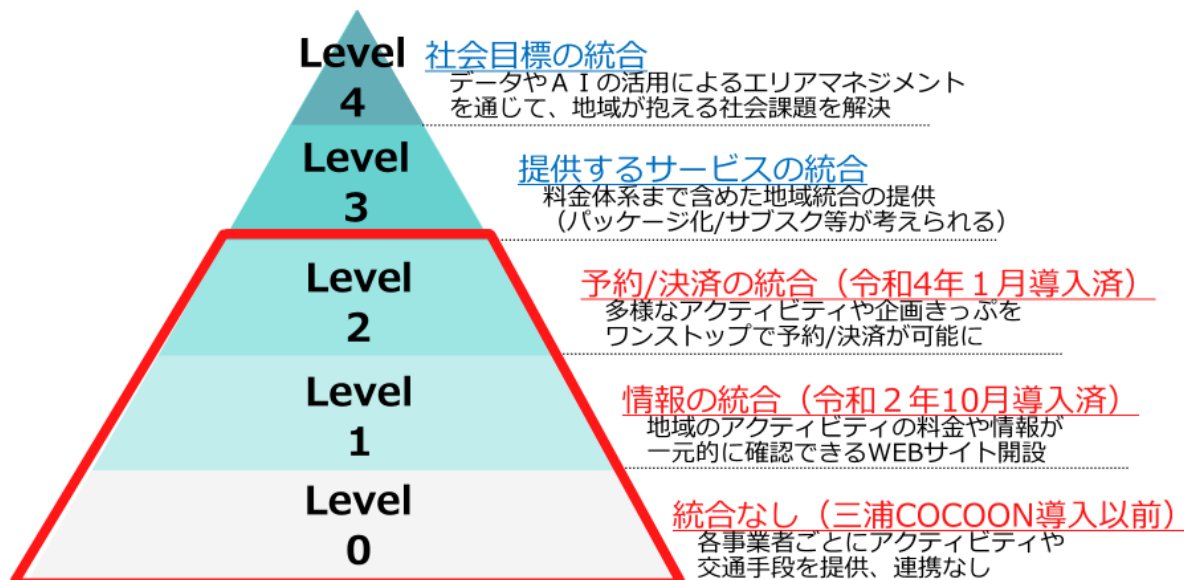 Level
4
社会目標の統合
データやＡＩの活用によるエリアマネジメント
を通じて、地域が抱える社会課題を解決
Level
3
提供するサービスの統合
料金体系まで含めた地域統合の提供
（パッケージ化/サブスク等が考えられる）
Level
2
予約/決済の統合（令和4年１月導入済）
多様なアクティビティや企画きっぷを
ワンストップで予約/決済が可能に
Level
1
情報の統合（令和２年10月導入済）
地域のアクティビティの料金や情報が
一元的に確認できるWEBサイト開設
Level
0
統合なし（三浦COCOON導入以前）
各事業者ごとにアクティビティや
交通手段を提供、連携なし